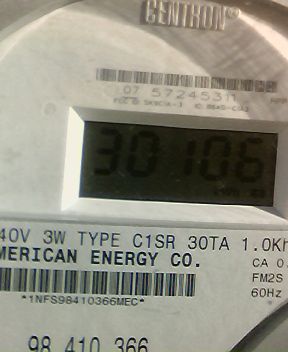 CENTRON®
07 57245311
30106
40V 3W TYPE C1SR 30TA 1.0Kh
MERICAN ENERGY CO.
CA 0.
FM2S
60Hz
*1NFS98410366MEC*
98 410 366